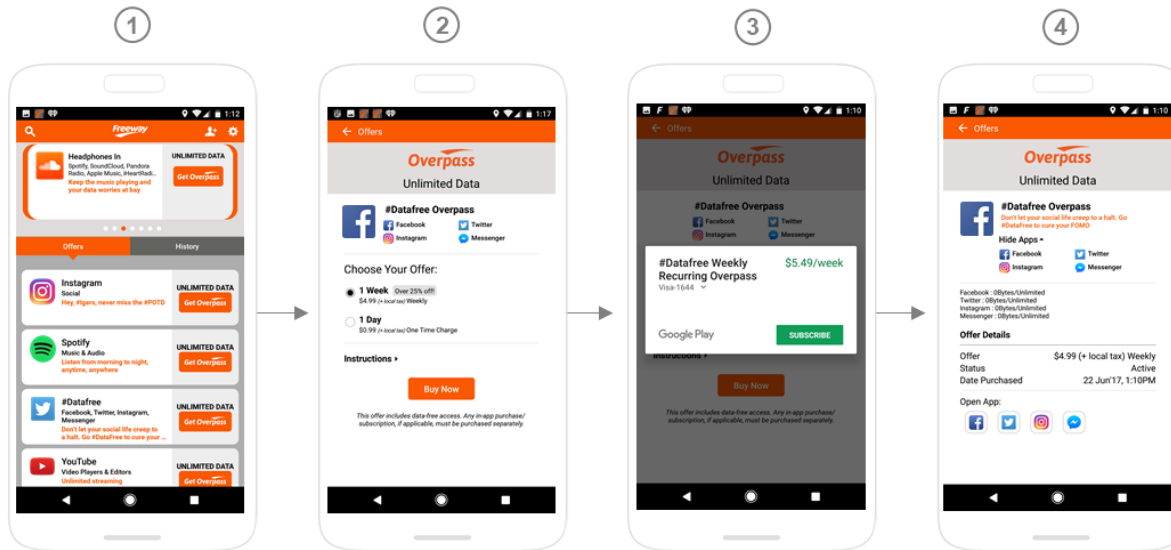 1
2
3
4
1:12
Freeway
Headphones In
Spotify, SoundCloud, Pandora
Radio, Apple Music, iHeartRadi...
Keep the music playing and
your data worries at bay
UNLIMITED DATA
Get Overpass
Offers
History
Instagram
Social
Hey, #Igers, never miss the #POTD
UNLIMITED DATA
Get Overpass
Spotify
Music & Audio
Listen from morning to night,
anytime, anywhere
UNLIMITED DATA
Get Overpass
#Datafree
Facebook, Twitter, Instagram,
Messenger
Don't let your social life creep to
a halt. Go #DataFree to cure your ...
UNLIMITED DATA
Get Overpass
YouTube
Video Players & Editors
Unlimited streaming
UNLIMITED DATA
Get Overpass
1:17
Offers
Overpass
Unlimited Data
#Datafree Overpass
Facebook
Twitter
Instagram
Messenger
Choose Your Offer:
1 Week Over 25% off!
$4.99 (+ local tax) Weekly
1 Day
$0.99 (+ local tax) One Time Charge
Instructions
Buy Now
This offer includes data-free access. Any in-app purchase/
subscription, if applicable, must be purchased separately.
F
1:10
Offers
Overpass
Unlimited Data
#Datafree Overpass
Facebook
Twitter
Instagram
Messenger
#Datafree Weekly
Recurring Overpass
$5.49/week
Visa-1644
Google Play
SUBSCRIBE
Instructions
Buy Now
This offer includes data-free access. Any in-app purchase/
subscription, if applicable, must be purchased separately.
F
1:10
Offers
Overpass
Unlimited Data
#Datafree Overpass
Don't let your social life creep to a halt. Go
#DataFree to cure your FOMO
Hide Apps
Facebook
Twitter
Instagram
Messenger
Facebook : 0Bytes/Unlimited
Twitter : 0Bytes/Unlimited
Instagram : 0Bytes/Unlimited
Messenger : 0Bytes/Unlimited
Offer Details
Offer $4.99 (+ local tax) Weekly
Status Active
Date Purchased 22 Jun'17, 1:10PM
Open App: